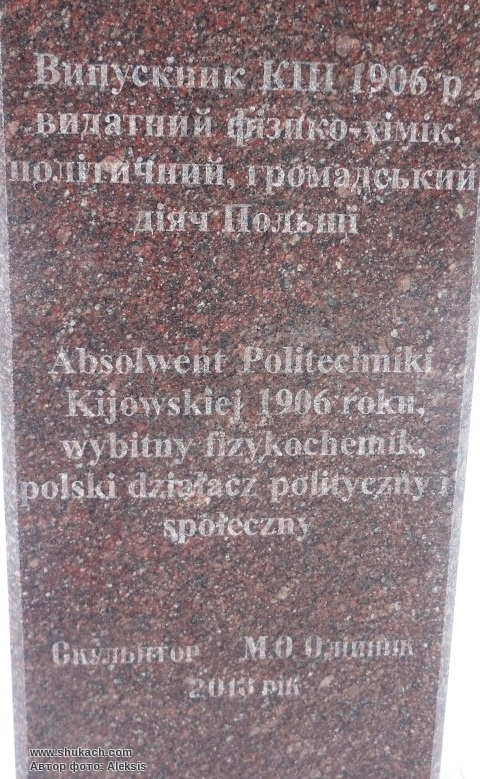 Випускник КПІ 1906 р
видатний фізико-хімік,
політичний, громадський
діяч Польщі
Absolwent Politechniki
Kijowskiej 1906 roku,
wybitny fizykochemik,
polski działacz polityczny i
społeczny
Скульптор М.О Олійник
2013 рік
www.shukach.com
Автор фото: Aleksis